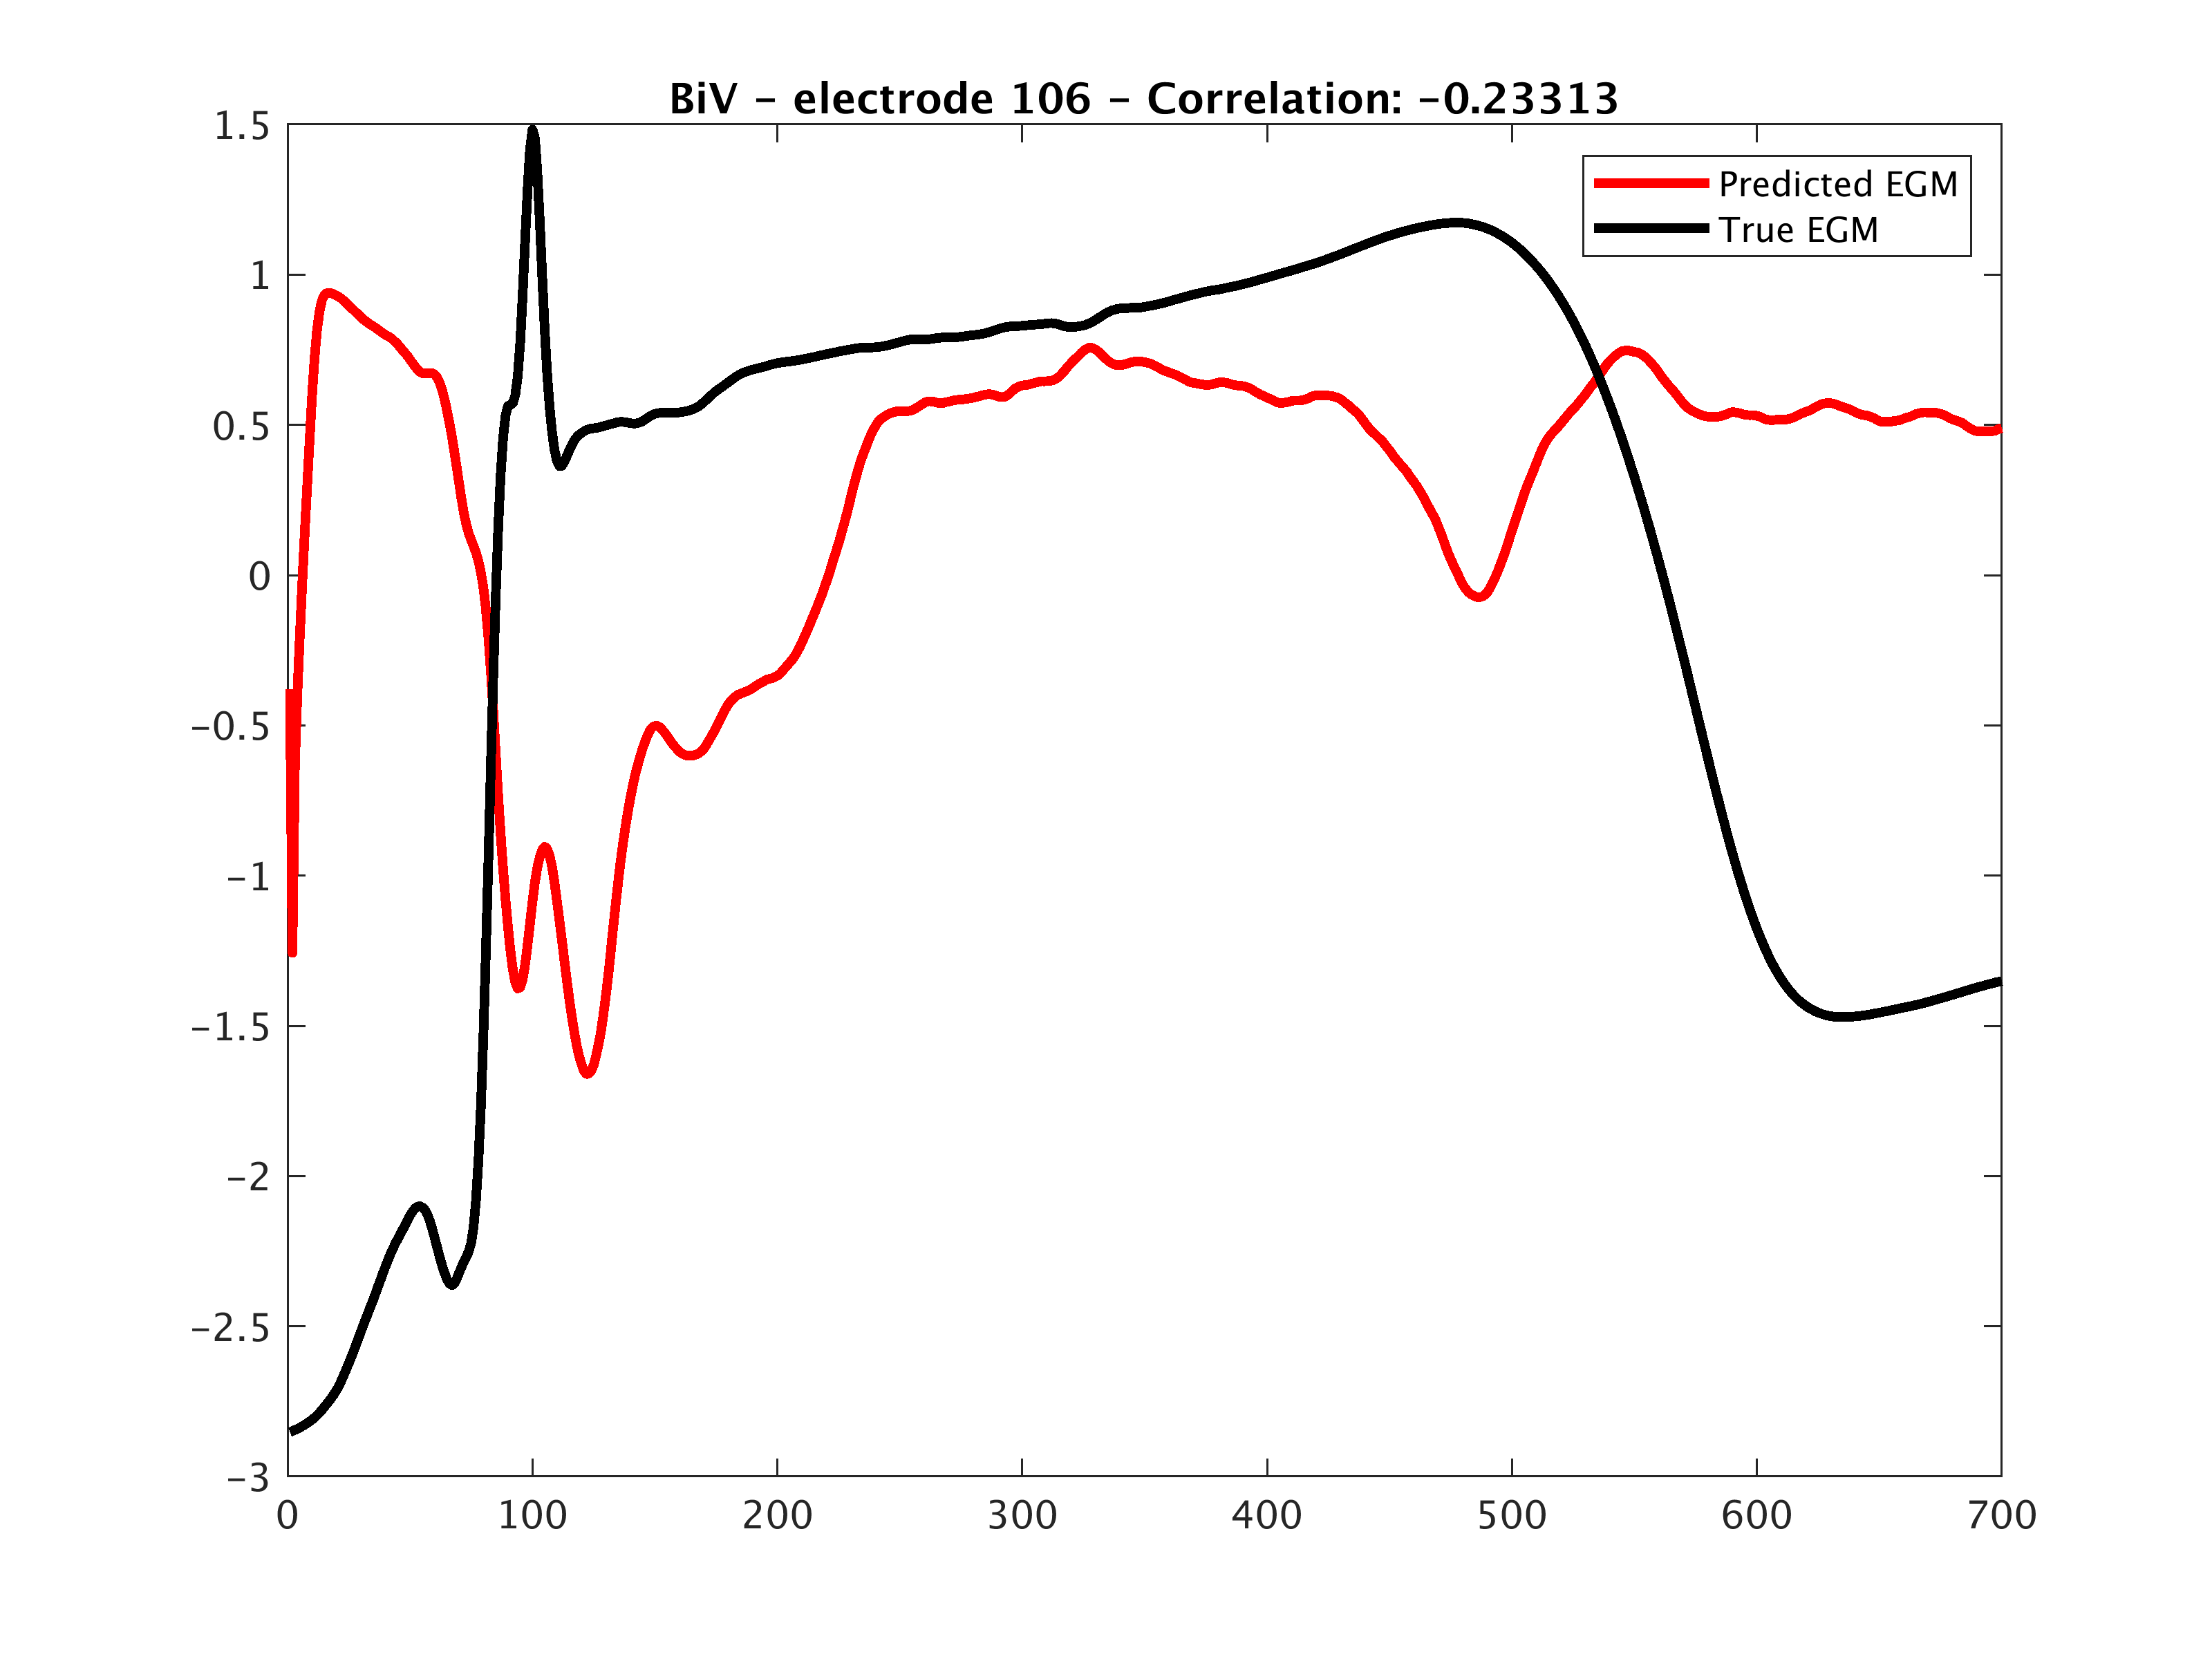 BiV – electrode 106 – Correlation: −0.23313
Predicted EGM
True EGM
1.5
1
0.5
0
−0.5
−1
−1.5
−2
−2.5
−3
0 100 200 300 400 500 600 700